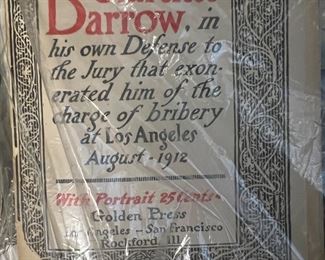 Darrow, in
his own Defense to
the Jury that exon-
erated him of the
charge of bribery
at Los Angeles
August - 1912
With Portrait 25 Cents -
Golden Press
Los Angeles - San Francisco
Rockford Ill.